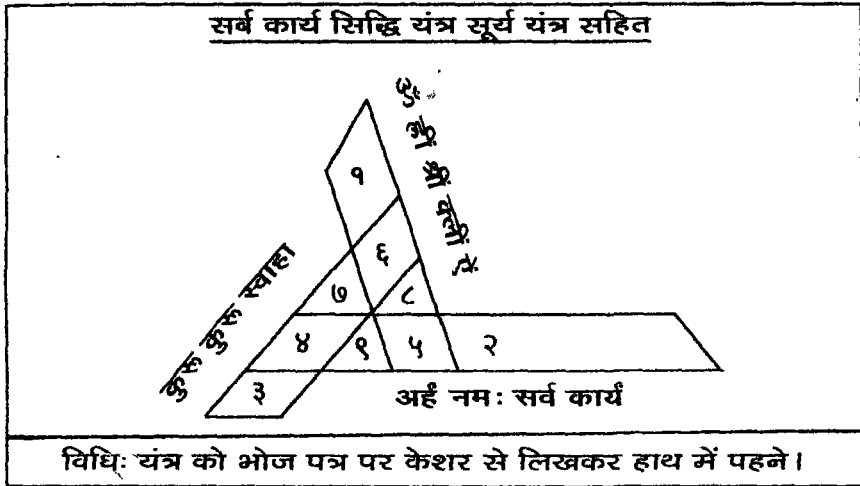 सर्ब कार्य सिद्धि यंत्र सूर्य यंत्र सहित
ॐ ह्रीं श्रीं क्लीं ऐं
१
६
७
८
४
९
५
२
३
कुरू कुरू स्वाहा
अर्हं नमः सर्व कार्यं
विधिः यंत्र को भोज पत्र पर केशर से लिखकर हाथ में पहने।